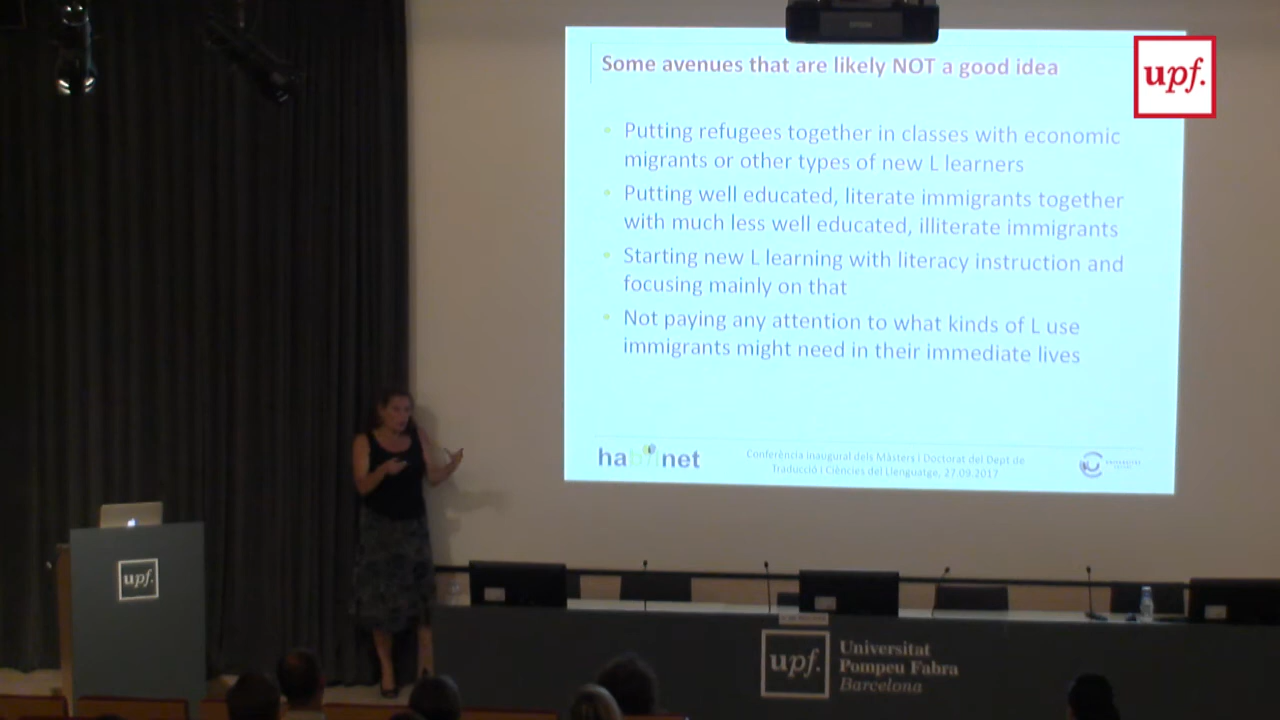 EPSON
upf.
Some avenues that are likely NOT a good idea
Putting refugees together in classes with economic
migrants or other types of new L learners
Putting well educated, literate immigrants together
with much less well educated, illiterate immigrants
Starting new L learning with literacy instruction and
focusing mainly on that
Not paying any attention to what kinds of L use
immigrants might need in their immediate lives
habnet
Conferència inaugural dels Màsters i Doctorat del Dept de
Traducció i Ciències del Llenguatge, 27.09.2017
upf.
upf.
Universitat
Pompeu Fabra
Barcelona